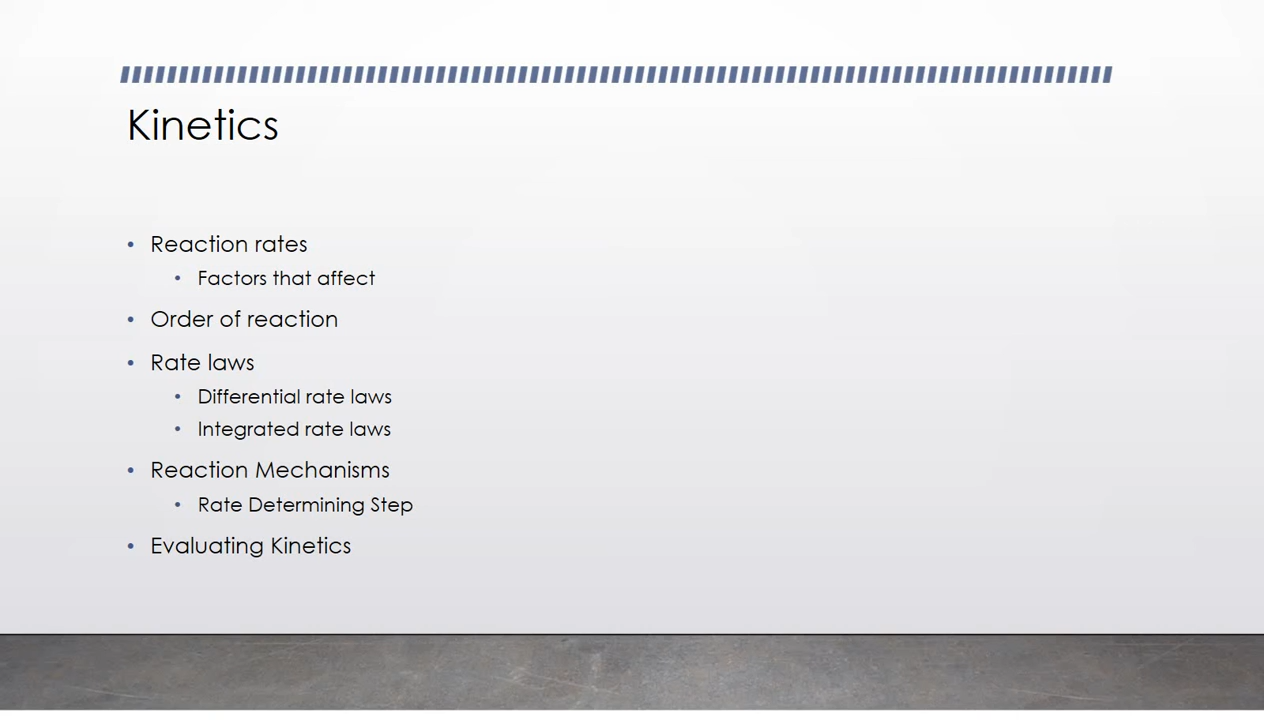 Kinetics
• Reaction rates
• Factors that affect
• Order of reaction
• Rate laws
• Differential rate laws
• Integrated rate laws
• Reaction Mechanisms
• Rate Determining Step
• Evaluating Kinetics